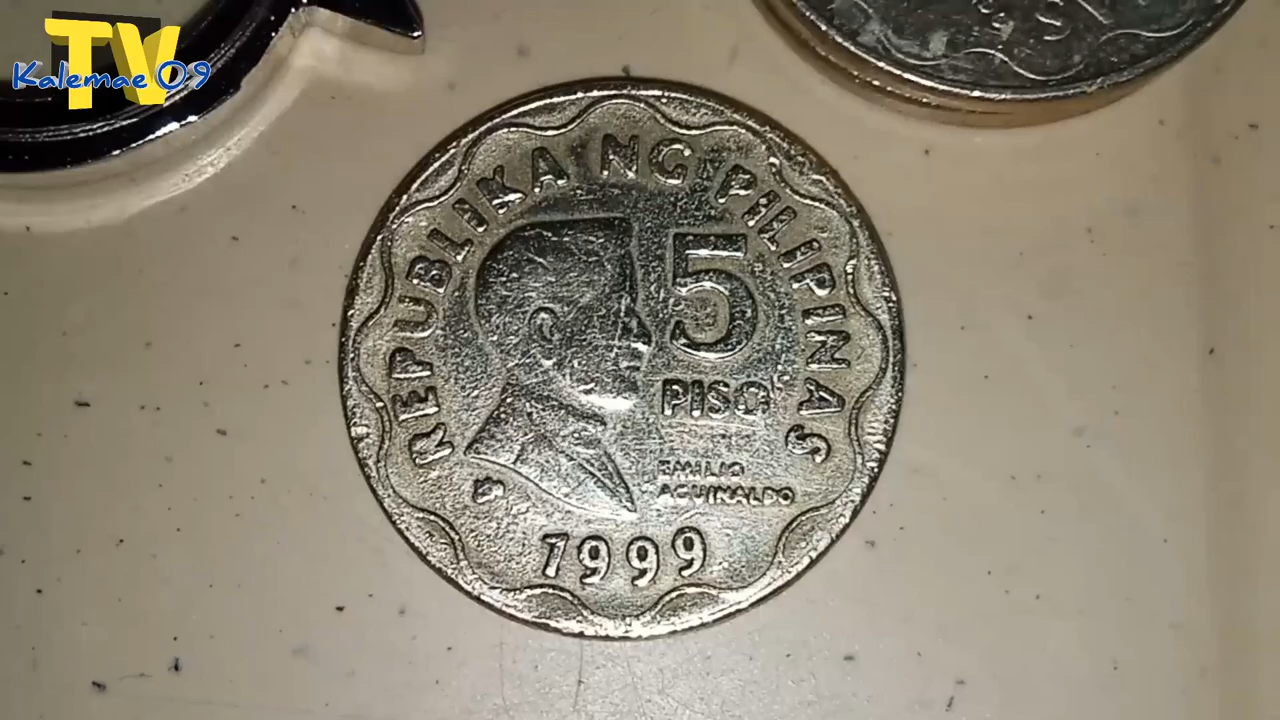 TV
Kalemae 09
REPUBLIKA NG PILIPINAS
5
PISO
EMILIO
AGUINALDO
1999